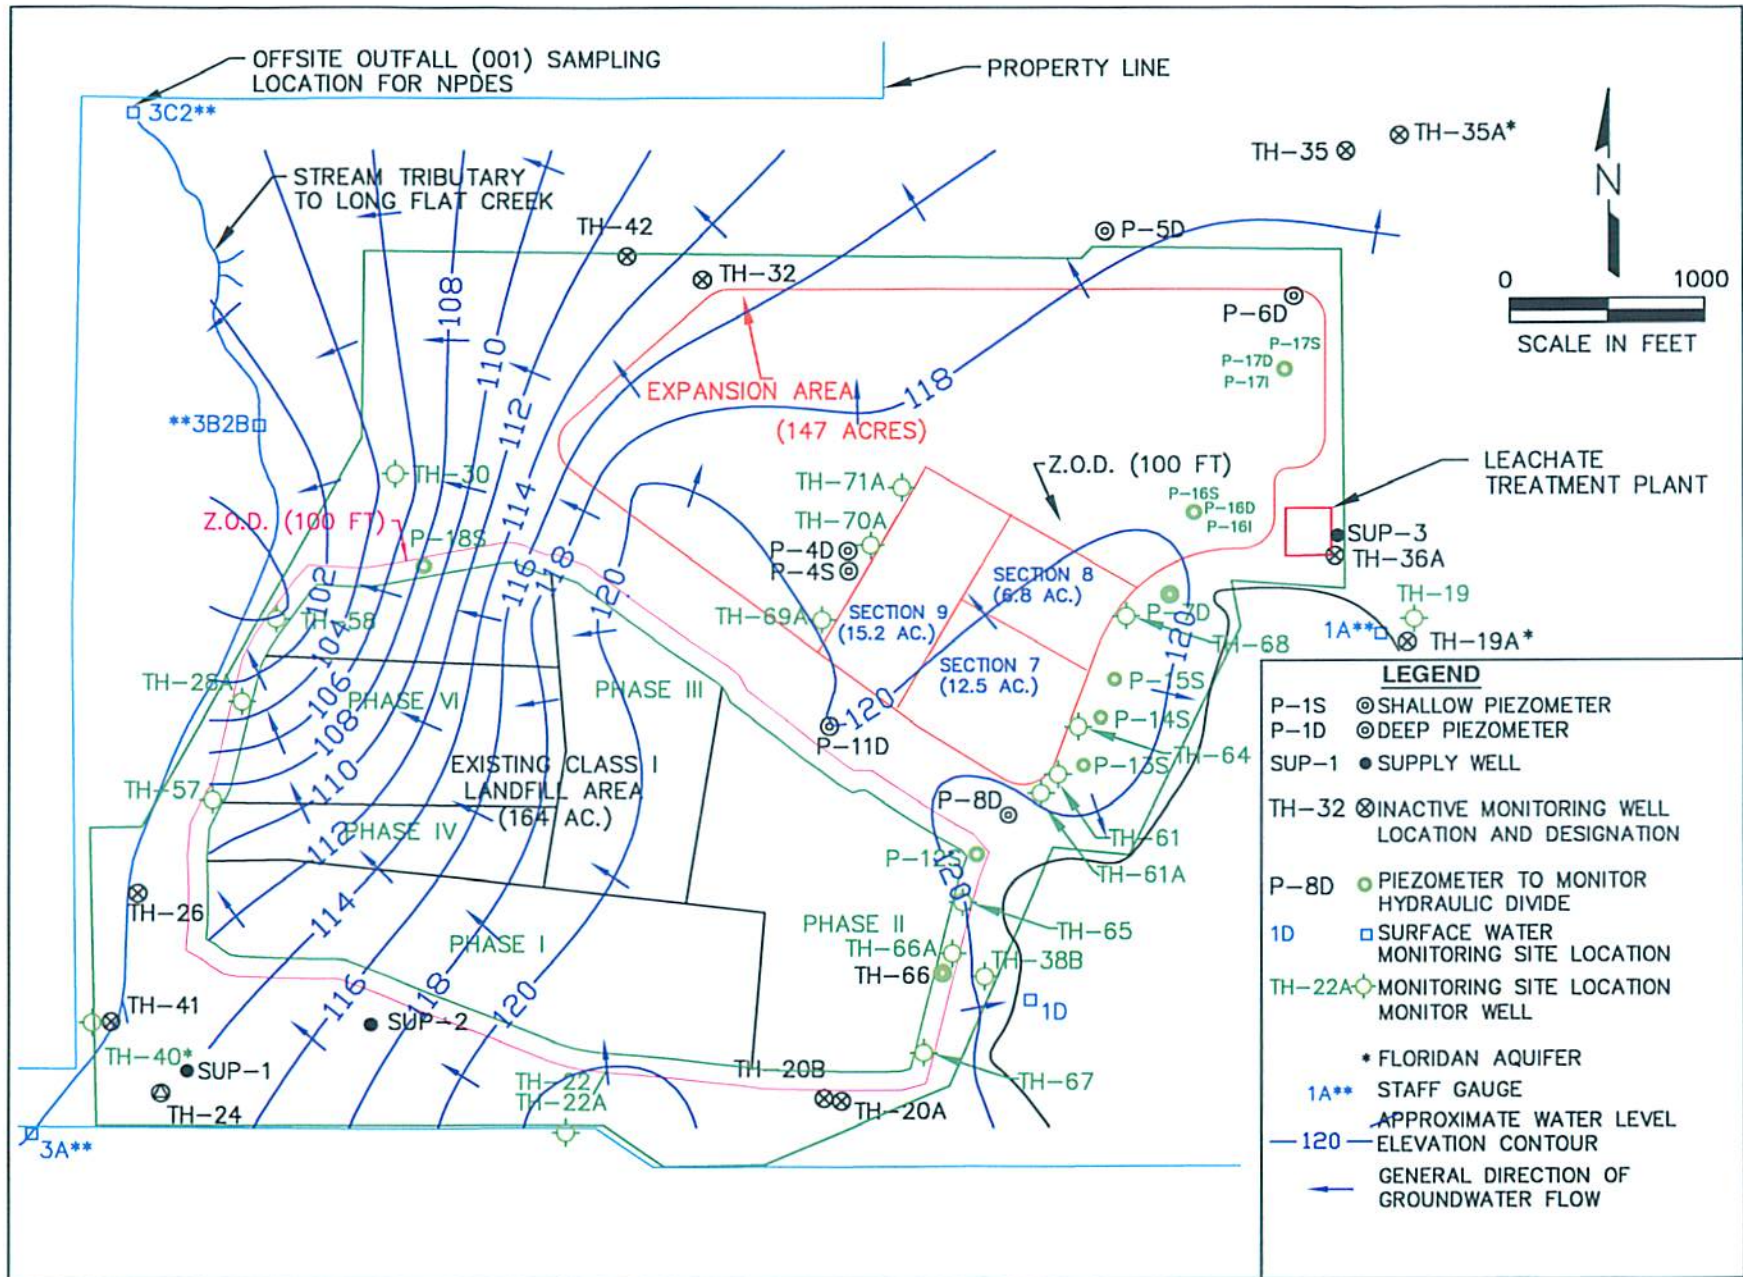 OFFSITE OUTFALL (001) SAMPLING
LOCATION FOR NPDES
PROPERTY LINE
3C2**
TH-35
TH-35A*
STREAM TRIBUTARY
TO LONG FLAT CREEK
N
TH-42
P-5D
TH-32
108
0
1000
SCALE IN FEET
P-6D
P-17S
P-17D
P-17I
110
118
EXPANSION AREA
(147 ACRES)
112
**3B2B
TH-30
TH-71A
Z.O.D. (100 FT)
LEACHATE
TREATMENT PLANT
114
P-16S
P-16D
P-16I
Z.O.D. (100 FT)
TH-70A
SUP-3
P-18S
P-4D
P-4S
TH-36A
116
118
120
SECTION 8
(6.8 AC.)
102
P-7D
TH-19
TH-58
TH-69A
SECTION 9
(15.2 AC.)
TH-68
1A**
TH-19A*
104
120
SECTION 7
(12.5 AC.)
TH-28A
106
PHASE VI
PHASE III
P-15S
108
120
P-11D
P-14S
TH-64
110
EXISTING CLASS I
LANDFILL AREA
(164 AC.)
P-13S
TH-57
P-8D
112
PHASE IV
TH-61
P-12S
TH-61A
120
TH-26
114
PHASE I
PHASE II
TH-65
TH-66A
TH-66
TH-38B
116
118
120
1D
TH-41
SUP-2
TH-40*
SUP-1
TH-24
TH-22
TH-22A
TH-20B
TH-20A
TH-67
3A**
LEGEND
P-1S SHALLOW PIEZOMETER
P-1D DEEP PIEZOMETER
SUP-1 SUPPLY WELL
TH-32 INACTIVE MONITORING WELL
LOCATION AND DESIGNATION
P-8D PIEZOMETER TO MONITOR
HYDRAULIC DIVIDE
1D SURFACE WATER
MONITORING SITE LOCATION
TH-22A MONITORING SITE LOCATION
MONITOR WELL
* FLORIDAN AQUIFER
1A** STAFF GAUGE
APPROXIMATE WATER LEVEL
120 ELEVATION CONTOUR
GENERAL DIRECTION OF
GROUNDWATER FLOW